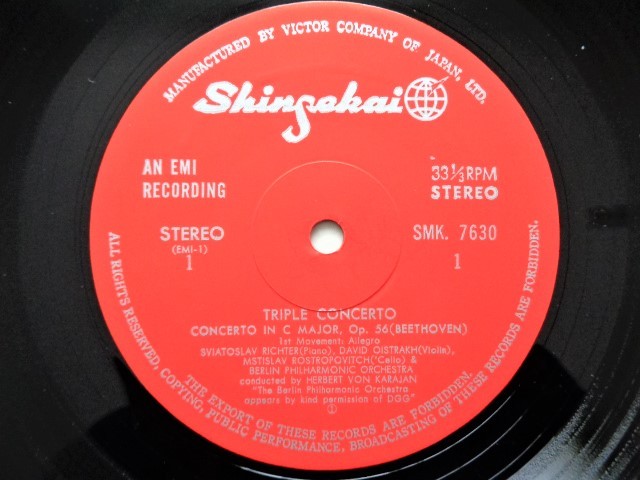 MANUFACTURED BY VICTOR COMPANY OF JAPAN, LTD.
Shinsekai
AN EMI
RECORDING
33 1/3 RPM
STEREO
STEREO
(EMI-1)
1
SMK. 7630
1
TRIPLE CONCERTO
CONCERTO IN C MAJOR, Op. 56(BEETHOVEN)
1st Movement: Allegro
SVIATOSLAV RICHTER(Piano), DAVID OISTRAKH(Violin),
MSTISLAV ROSTROPOVITCH('Cello) &
BERLIN PHILHARMONIC ORCHESTRA
conducted by HERBERT VON KARAJAN
"The Berlin Philharmonic Orchestra
appears by kind permission of DGG"
Ⓘ
ALL RIGHTS RESERVED, COPYING, PUBLIC PERFORMANCE, BROADCASTING OF THESE RECORDS ARE FORBIDDEN.
THE EXPORT OF THESE RECORDS ARE FORBIDDEN.